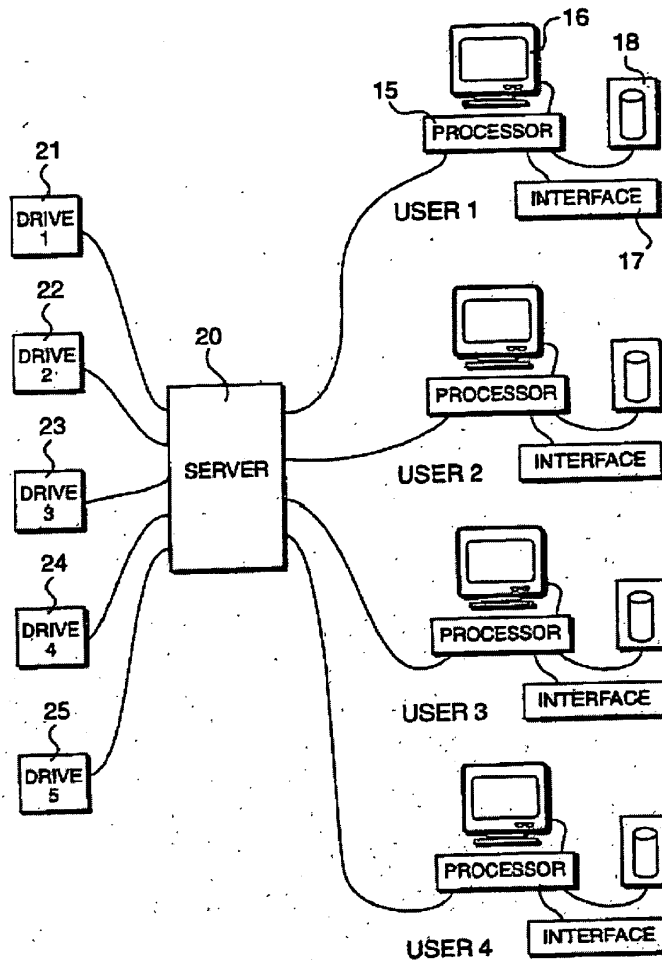 16
18
15
PROCESSOR
21
INTERFACE
USER 1
DRIVE
1
17
22
DRIVE
2
20
PROCESSOR
23
SERVER
USER 2
INTERFACE
DRIVE
3
24
DRIVE
4
PROCESSOR
25
USER 3
INTERFACE
DRIVE
5
PROCESSOR
USER 4
INTERFACE